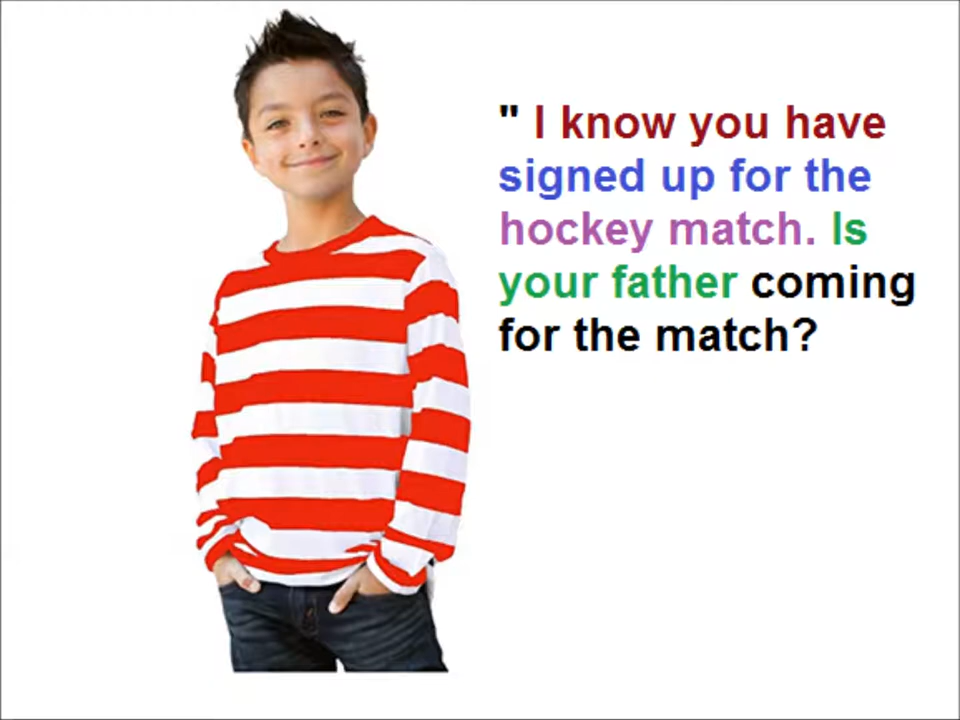 " I know you have
signed up for the
hockey match. Is
your father coming
for the match?